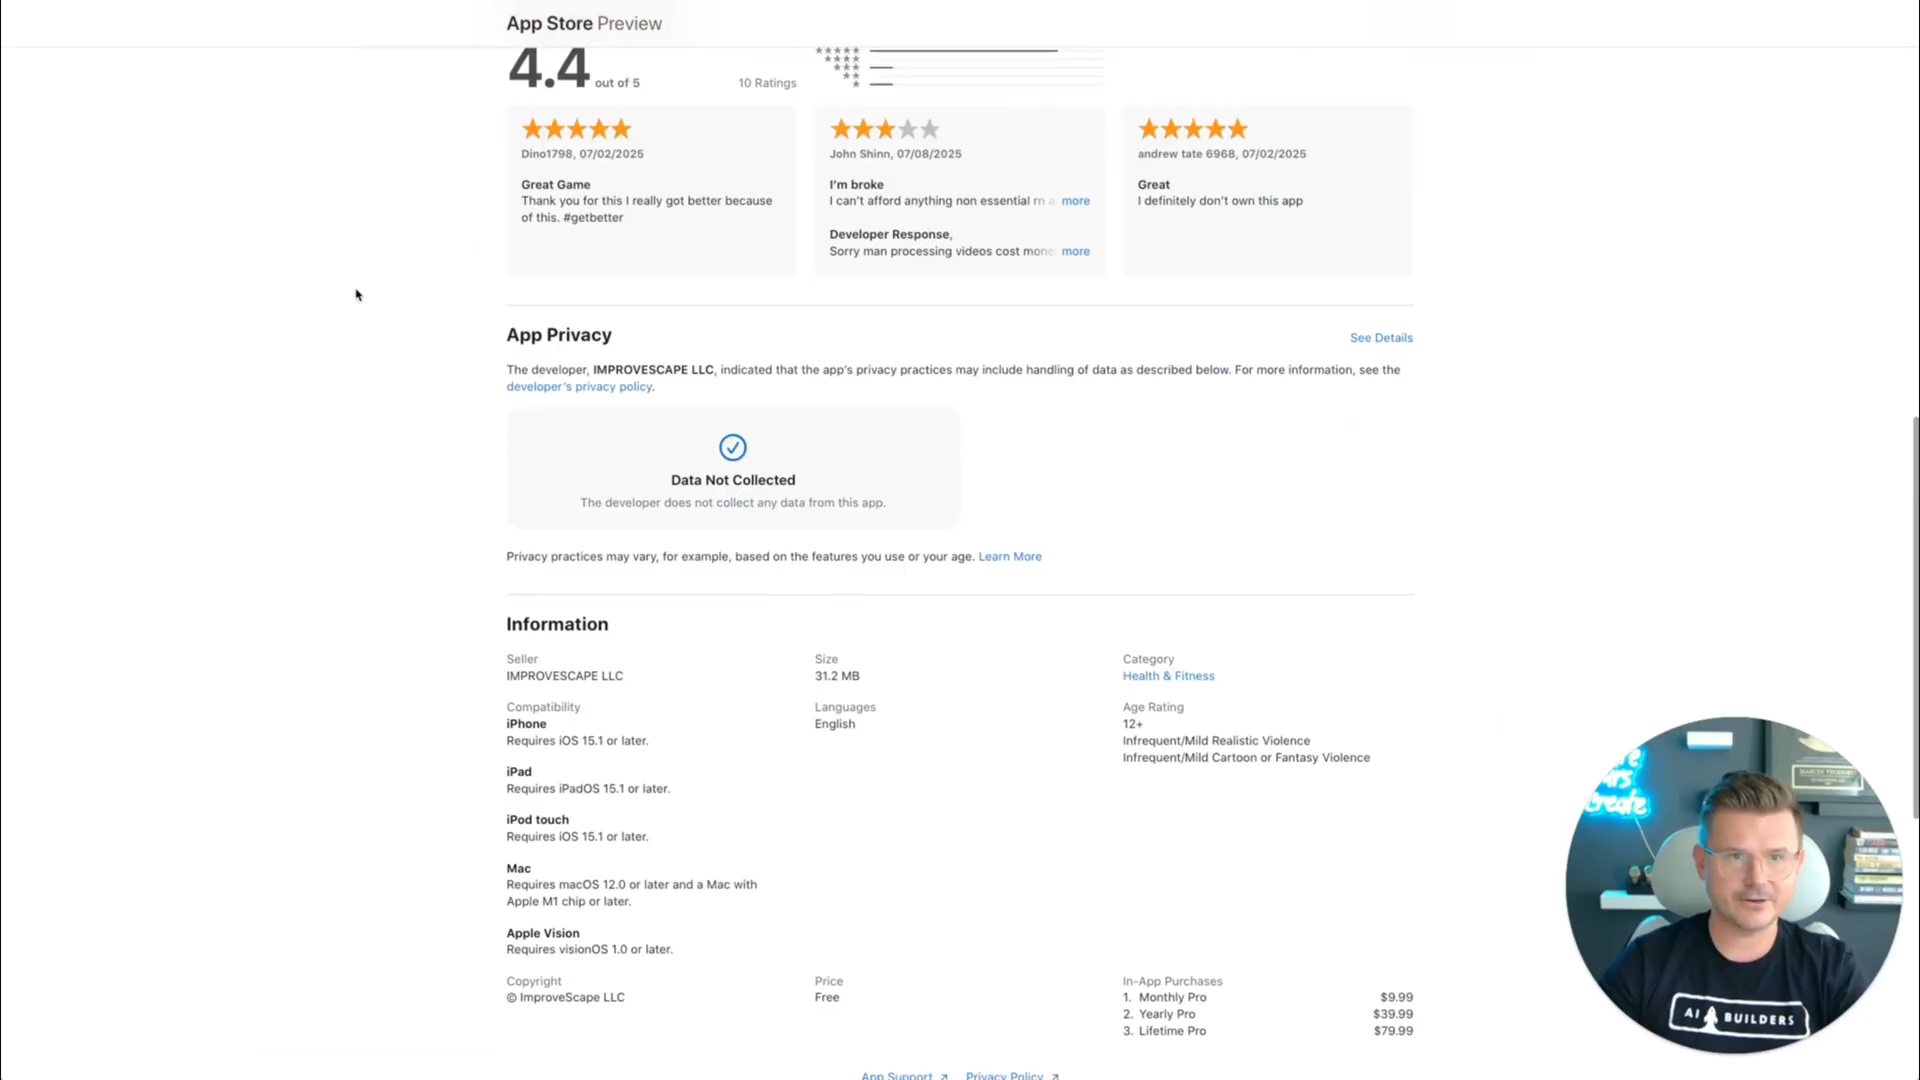 App Store Preview
4.4 out of 5
10 Ratings
Dino1798, 07/02/2025
Great Game
Thank you for this I really got better because
of this. #getbetter
John Shinn, 07/08/2025
I'm broke
I can't afford anything non essential rn a more
Developer Response,
Sorry man processing videos cost mone more
andrew tate 6968, 07/02/2025
Great
I definitely don't own this app
App Privacy
See Details
The developer, IMPROVESCAPE LLC, indicated that the app's privacy practices may include handling of data as described below. For more information, see the
developer's privacy policy.
Data Not Collected
The developer does not collect any data from this app.
Privacy practices may vary, for example, based on the features you use or your age. Learn More
Information
Seller
IMPROVESCAPE LLC
Size
31.2 MB
Category
Health & Fitness
Compatibility
iPhone
Requires iOS 15.1 or later.
iPad
Requires iPadOS 15.1 or later.
iPod touch
Requires iOS 15.1 or later.
Mac
Requires macOS 12.0 or later and a Mac with
Apple M1 chip or later.
Apple Vision
Requires visionOS 1.0 or later.
Languages
English
Age Rating
12+
Infrequent/Mild Realistic Violence
Infrequent/Mild Cartoon or Fantasy Violence
Copyright
© ImproveScape LLC
Price
Free
In-App Purchases
1. Monthly Pro $9.99
2. Yearly Pro $39.99
3. Lifetime Pro $79.99
App Support
Privacy Policy
Create
AI BUILDERS